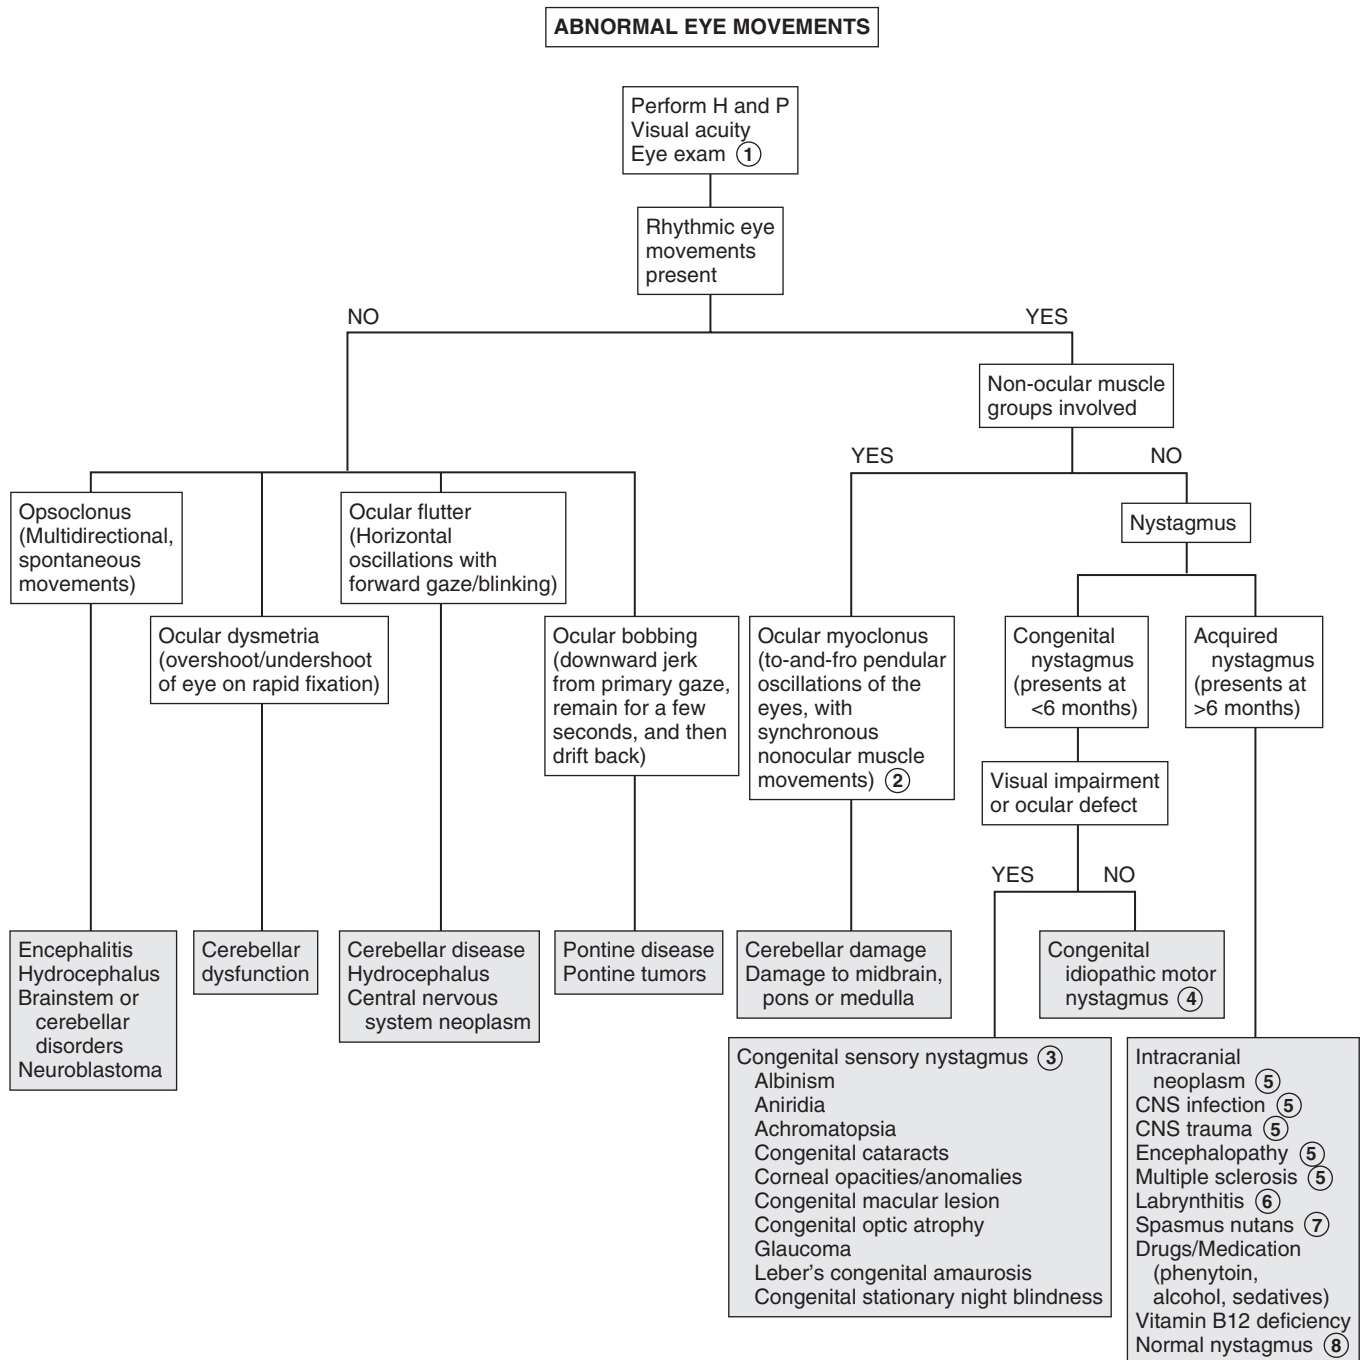 ABNORMAL EYE MOVEMENTS
Perform H and P
Visual acuity
Eye exam ①
Rhythmic eye
movements
present
NO
YES
Non-ocular muscle
groups involved
YES
NO
Opsoclonus
(Multidirectional,
spontaneous
movements)
Ocular dysmetria
(overshoot/undershoot
of eye on rapid fixation)
Ocular flutter
(Horizontal
oscillations with
forward gaze/blinking)
Ocular bobbing
(downward jerk
from primary gaze,
remain for a few
seconds, and then
drift back)
Ocular myoclonus
(to-and-fro pendular
oscillations of the
eyes, with
synchronous
nonocular muscle
movements) ②
Nystagmus
Congenital
nystagmus
(presents at
<6 months)
Acquired
nystagmus
(presents at
>6 months)
Visual impairment
or ocular defect
YES
NO
Encephalitis
Hydrocephalus
Brainstem or
cerebellar
disorders
Neuroblastoma
Cerebellar
dysfunction
Cerebellar disease
Hydrocephalus
Central nervous
system neoplasm
Pontine disease
Pontine tumors
Cerebellar damage
Damage to midbrain,
pons or medulla
Congenital
idiopathic motor
nystagmus ④
Congenital sensory nystagmus ③
Albinism
Aniridia
Achromatopsia
Congenital cataracts
Corneal opacities/anomalies
Congenital macular lesion
Congenital optic atrophy
Glaucoma
Leber's congenital amaurosis
Congenital stationary night blindness
Intracranial
neoplasm ⑤
CNS infection ⑤
CNS trauma ⑤
Encephalopathy ⑤
Multiple sclerosis ⑤
Labrynthitis ⑥
Spasmus nutans ⑦
Drugs/Medication
(phenytoin,
alcohol, sedatives)
Vitamin B12 deficiency
Normal nystagmus ⑧